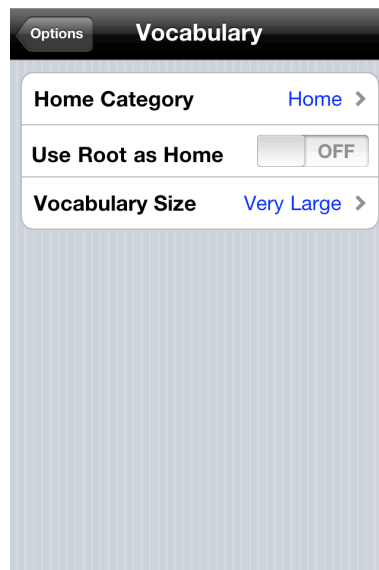 Options Vocabulary
Home Category Home
Use Root as Home OFF
Vocabulary Size Very Large